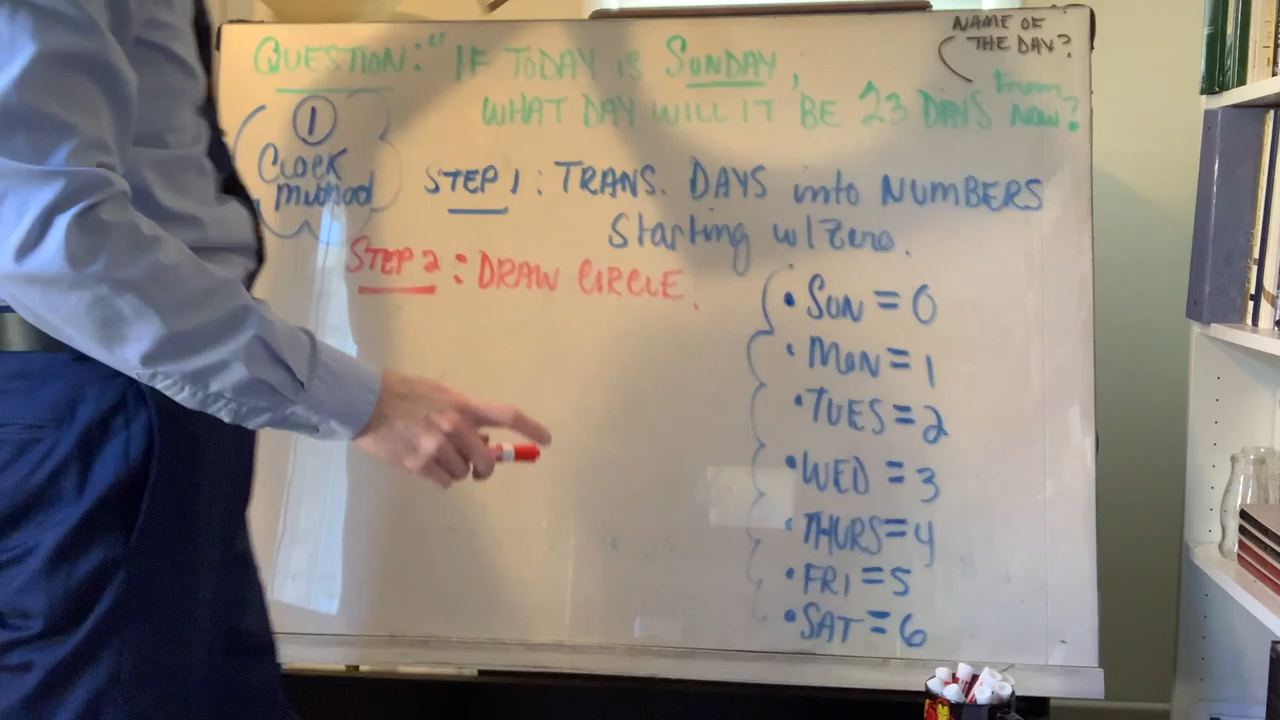 NAME OF
THE DAY?
QUESTION: "IF TODAY IS SUNDAY,
WHAT DAY WILL IT BE 23 DAYS from NOW?
1
CLOCK
Method
STEP 1: TRANS. DAYS into NUMBERS
Starting w/Zero.
STEP 2: DRAW CIRCLE.
• SUN = 0
• MON = 1
• TUES = 2
• WED = 3
• THURS = 4
• FRI = 5
• SAT = 6